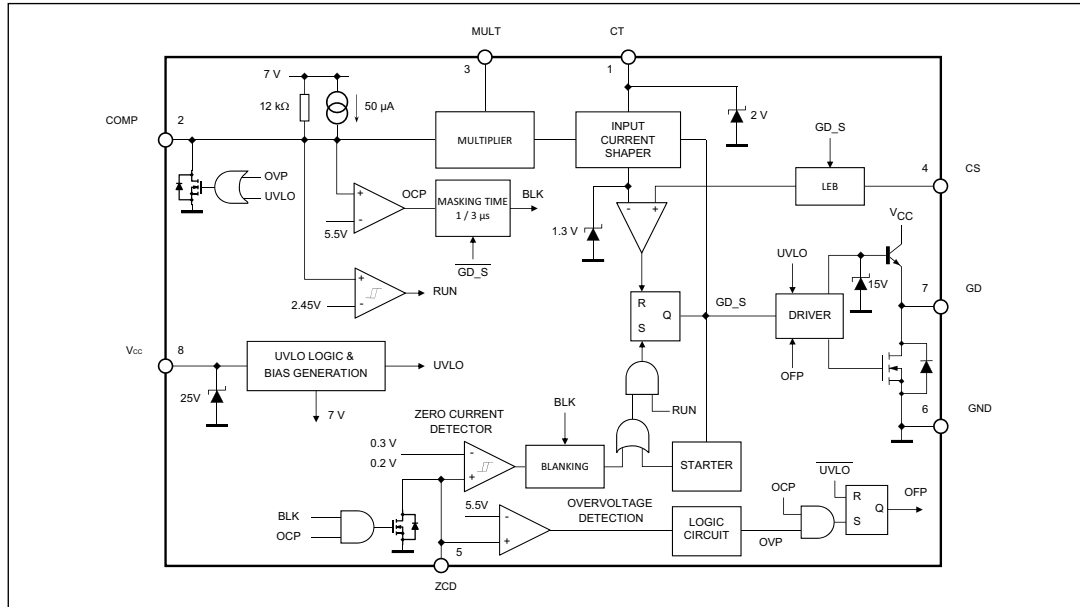 MULT
CT
3
1
7 V
12 kΩ
50 µA
2 V
COMP
2
MULTIPLIER
INPUT
CURRENT
SHAPER
GD_S
4
CS
OVP
UVLO
OCP
MASKING TIME
1 / 3 µs
BLK
LEB
+
-
5.5V
-
+
1.3 V
VCC
GD_S
UVLO
+
-
2.45V
RUN
15V
7
GD
R
S
Q
GD_S
DRIVER
VCC
8
UVLO LOGIC &
BIAS GENERATION
UVLO
OFP
25V
7 V
BLK
RUN
6
GND
ZERO CURRENT
DETECTOR
0.3 V
0.2 V
-
+
BLANKING
STARTER
UVLO
OVERVOLTAGE
DETECTION
OCP
R
S
Q
OFP
5.5V
-
+
LOGIC
CIRCUIT
OVP
BLK
OCP
5
ZCD